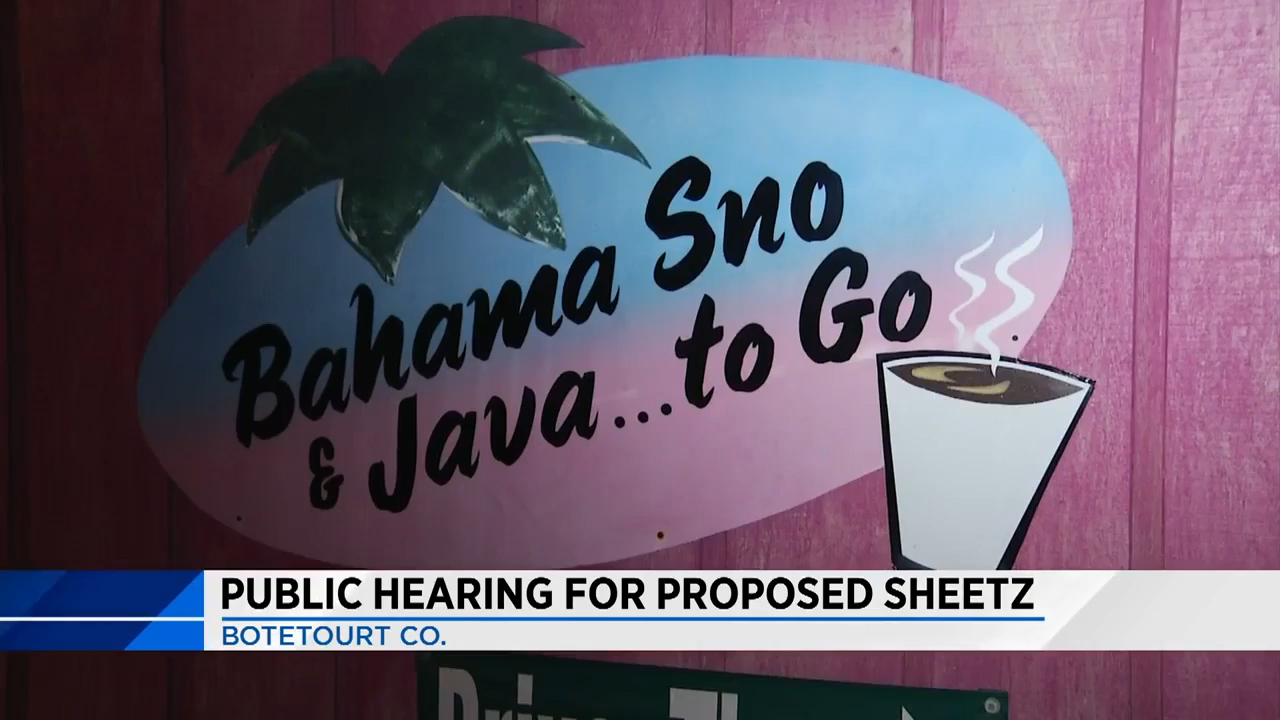 Bahama Sno
& Java...to Go
PUBLIC HEARING FOR PROPOSED SHEETZ
BOTETOURT CO.